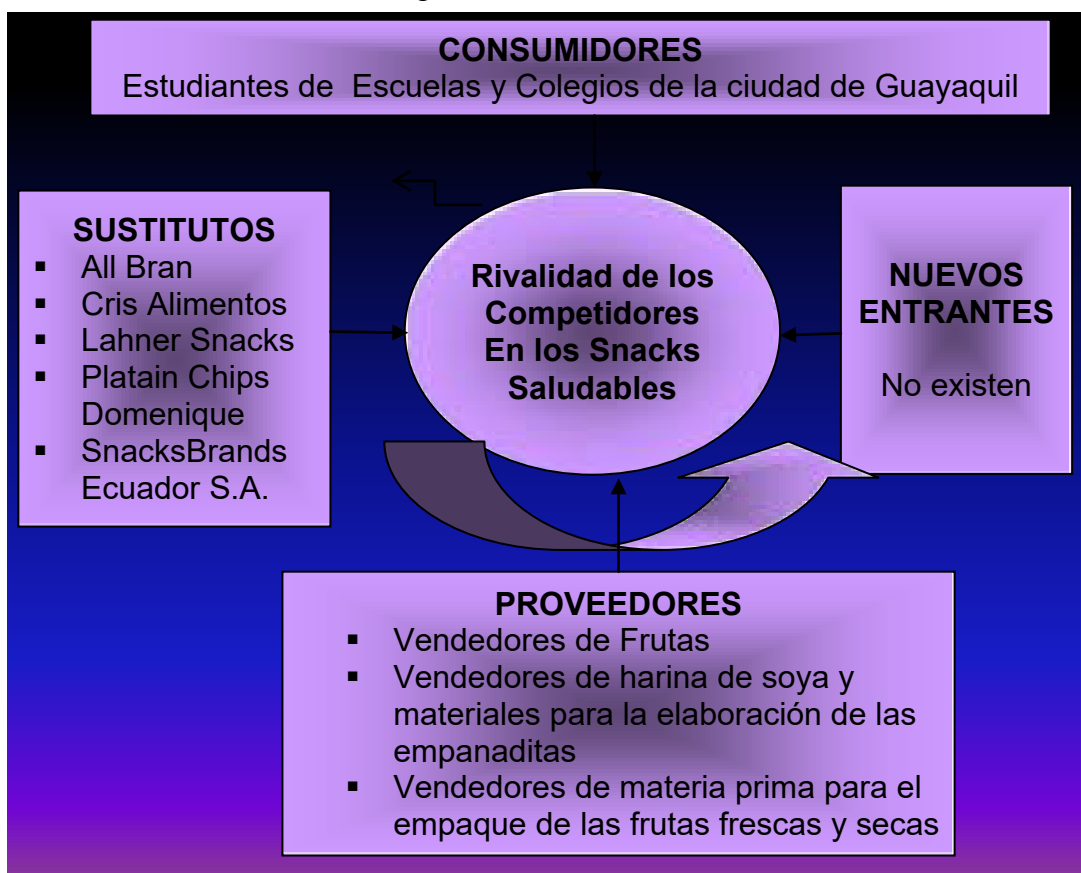 CONSUMIDORES
Estudiantes de Escuelas y Colegios de la ciudad de Guayaquil
SUSTITUTOS
▪ All Bran
▪ Cris Alimentos
▪ Lahner Snacks
▪ Platain Chips
Domenique
▪ SnacksBrands
Ecuador S.A.
Rivalidad de los
Competidores
En los Snacks
Saludables
NUEVOS
ENTRANTES
No existen
PROVEEDORES
▪ Vendedores de Frutas
▪ Vendedores de harina de soya y
materiales para la elaboración de las
empanaditas
▪ Vendedores de materia prima para el
empaque de las frutas frescas y secas